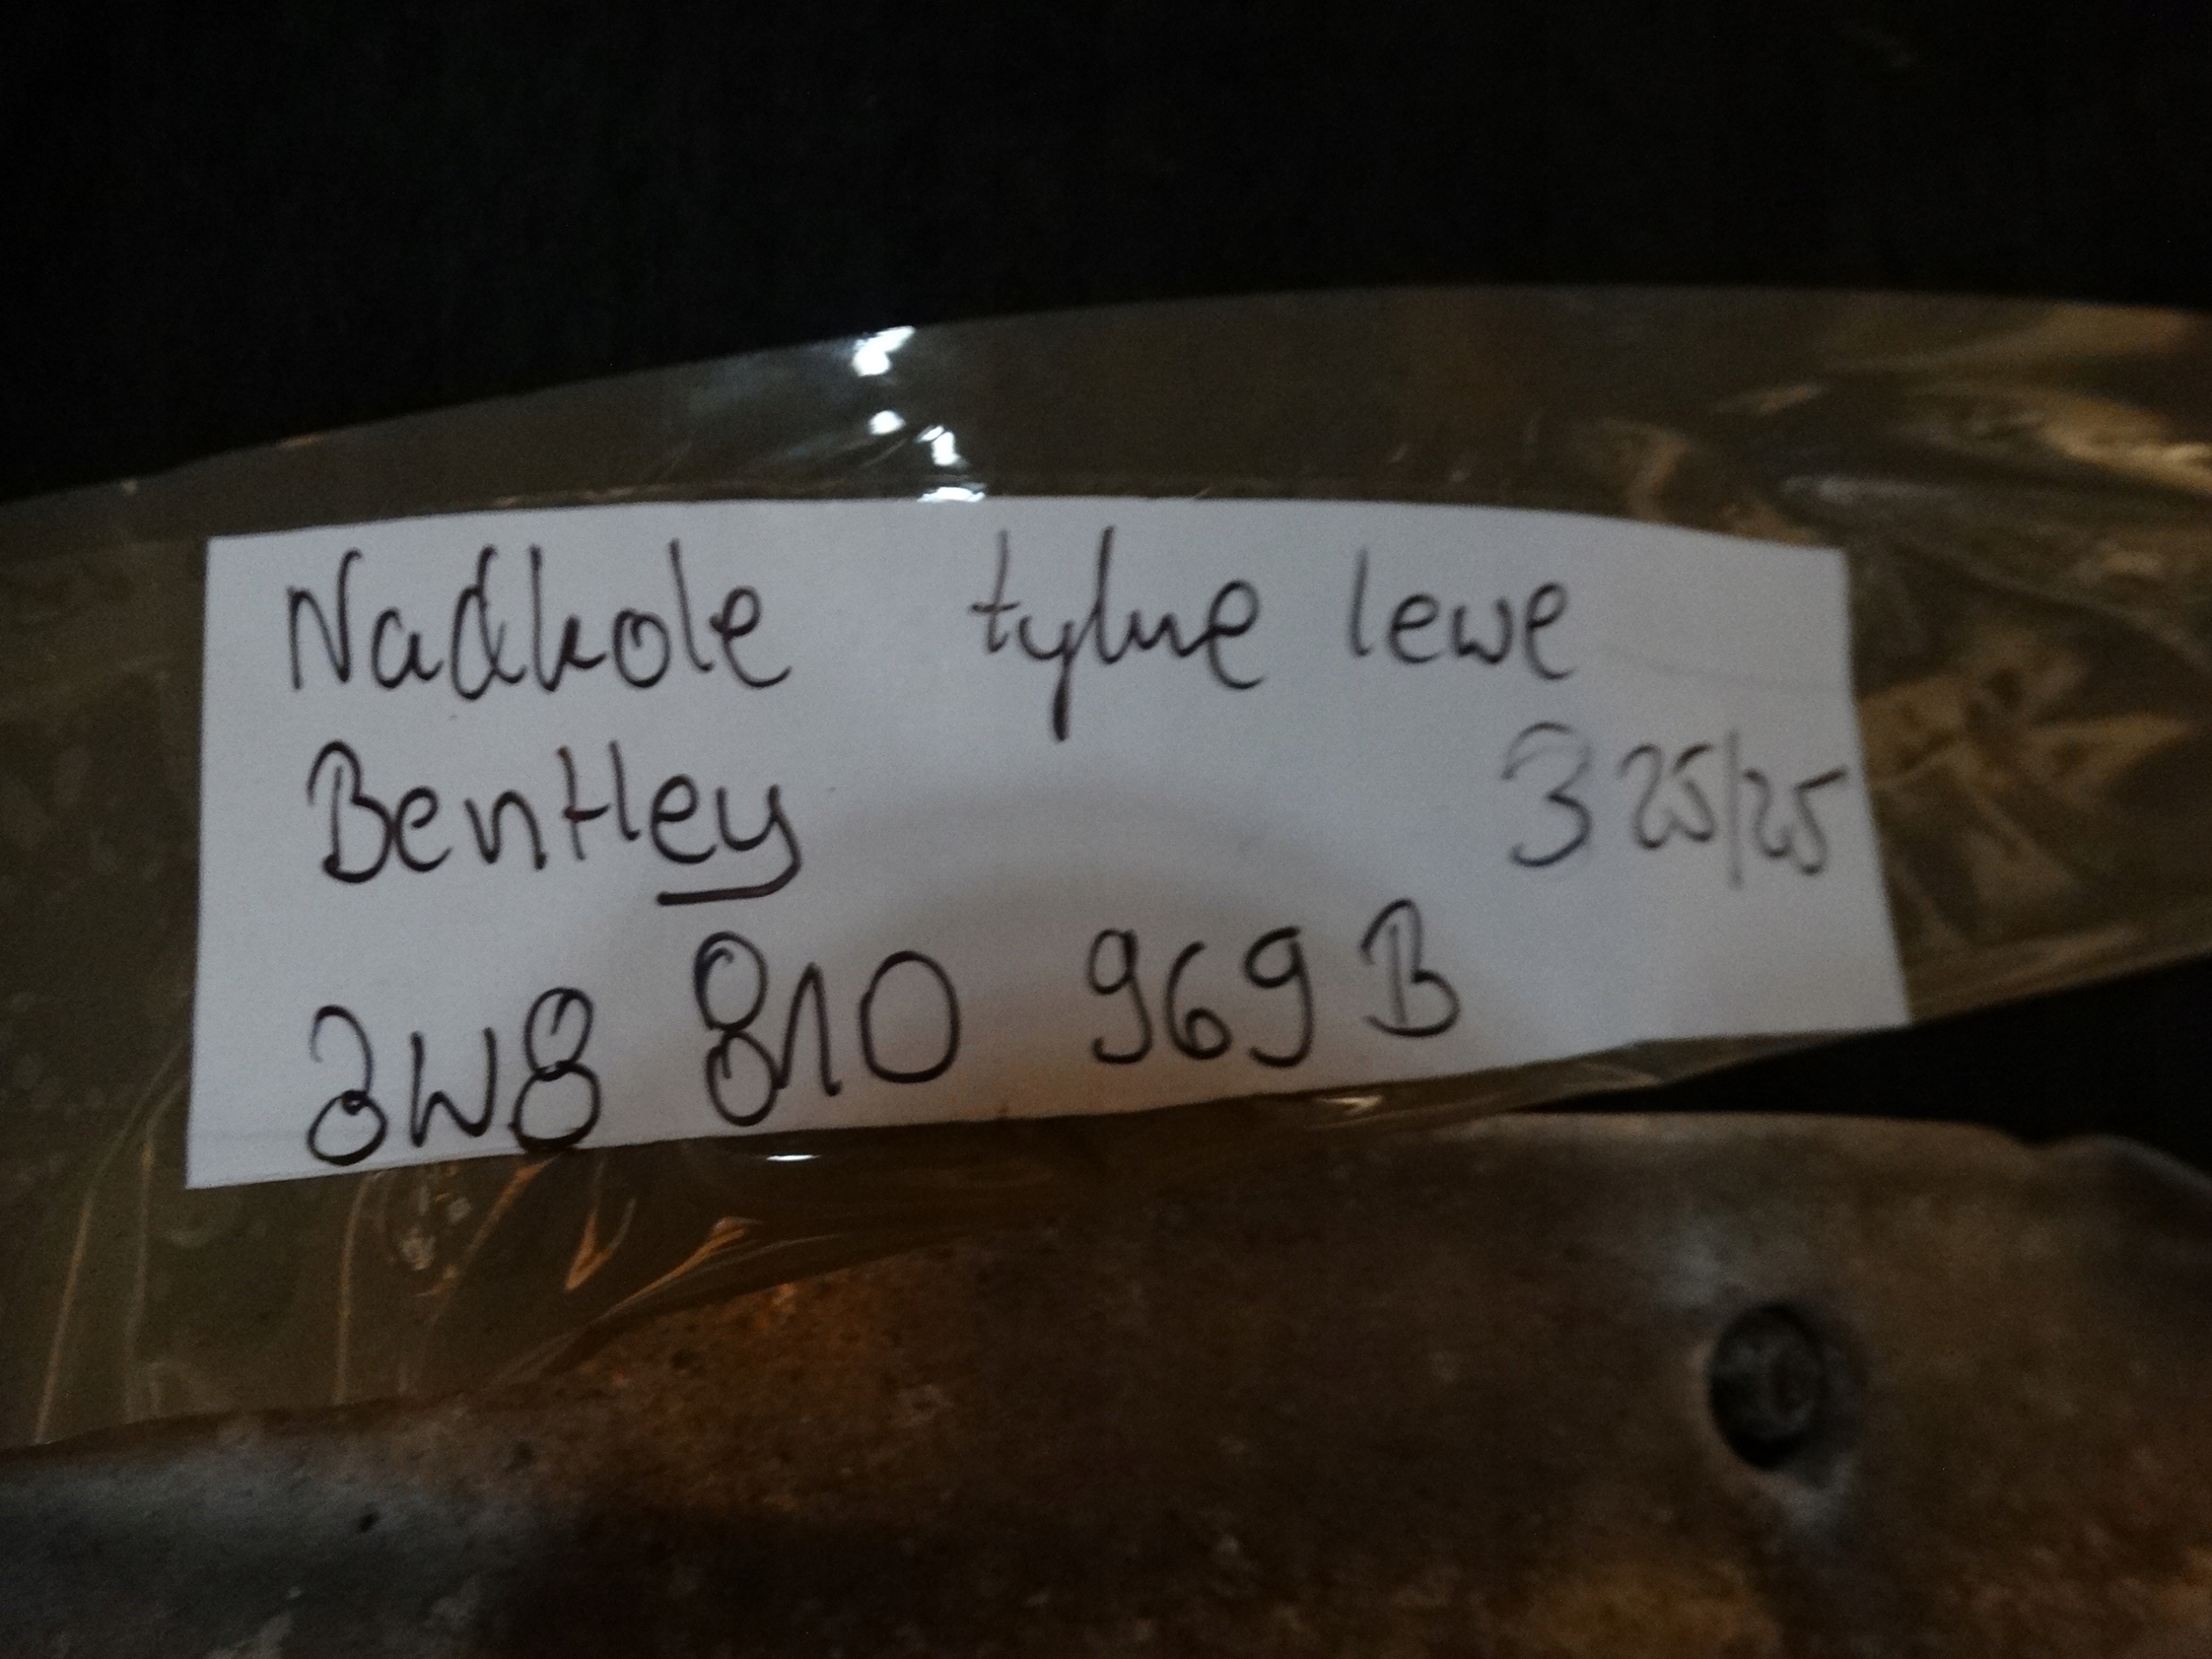 Nadkole tylne lewe
Bentley 3 25/25
3W8 810 969 B